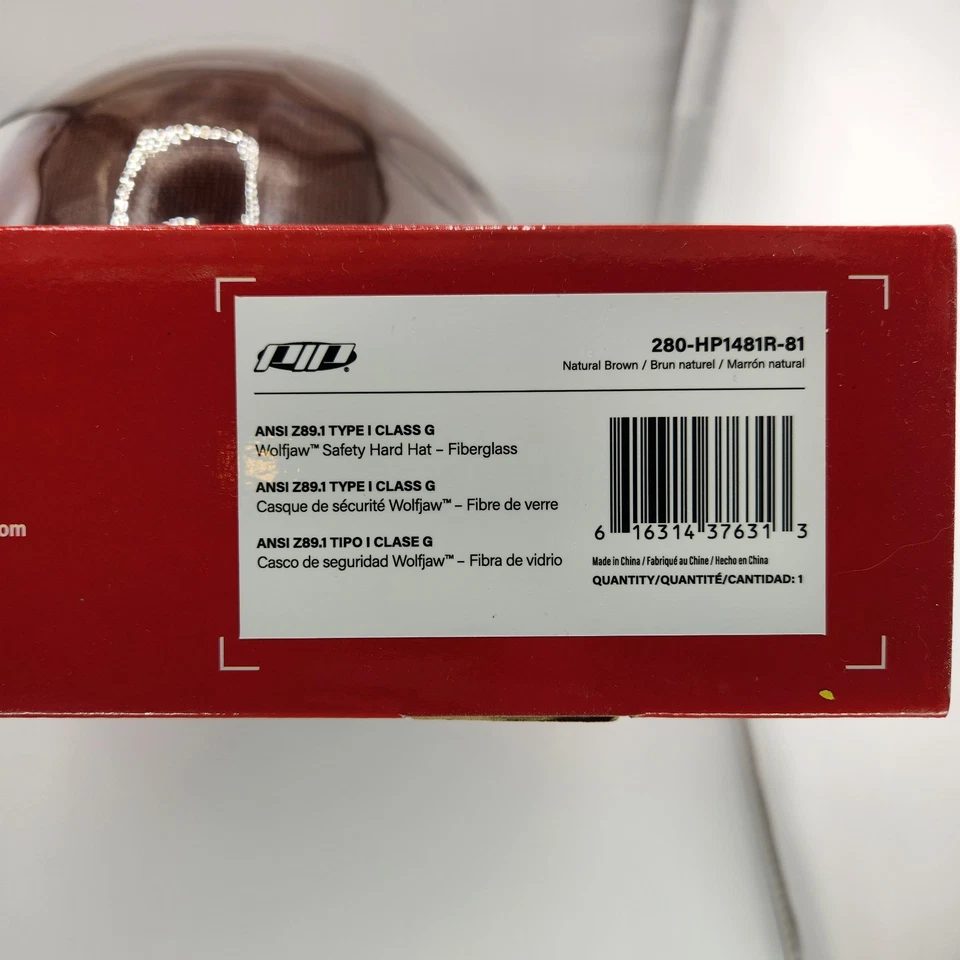 PIP®
280-HP1481R-81
Natural Brown / Brun naturel / Marrón natural
ANSI Z89.1 TYPE I CLASS G
Wolfjaw™ Safety Hard Hat – Fiberglass
ANSI Z89.1 TYPE I CLASS G
Casque de sécurité Wolfjaw™ – Fibre de verre
ANSI Z89.1 TIPO I CLASE G
Casco de seguridad Wolfjaw™ – Fibra de vidrio
6 16314 37631 3
Made in China / Fabriqué au Chine / Hecho en China
QUANTITY/QUANTITÉ/CANTIDAD: 1
om